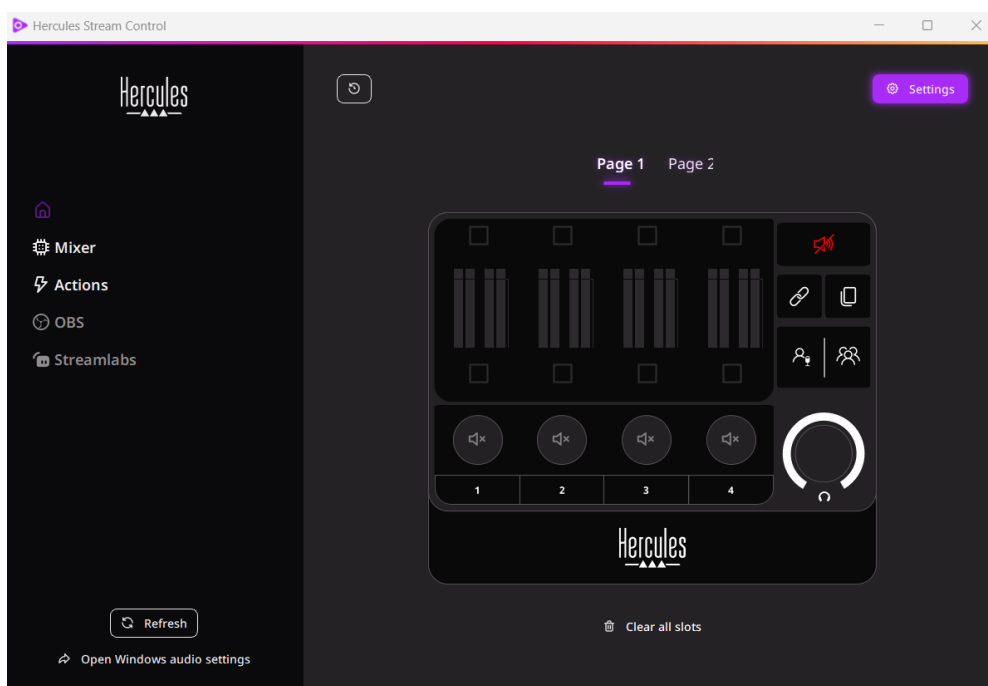 Hercules Stream Control
Hercules
Settings
Page 1 Page 2
Mixer
Actions
OBS
Streamlabs
1 2 3 4
Hercules
Refresh
Clear all slots
Open Windows audio settings